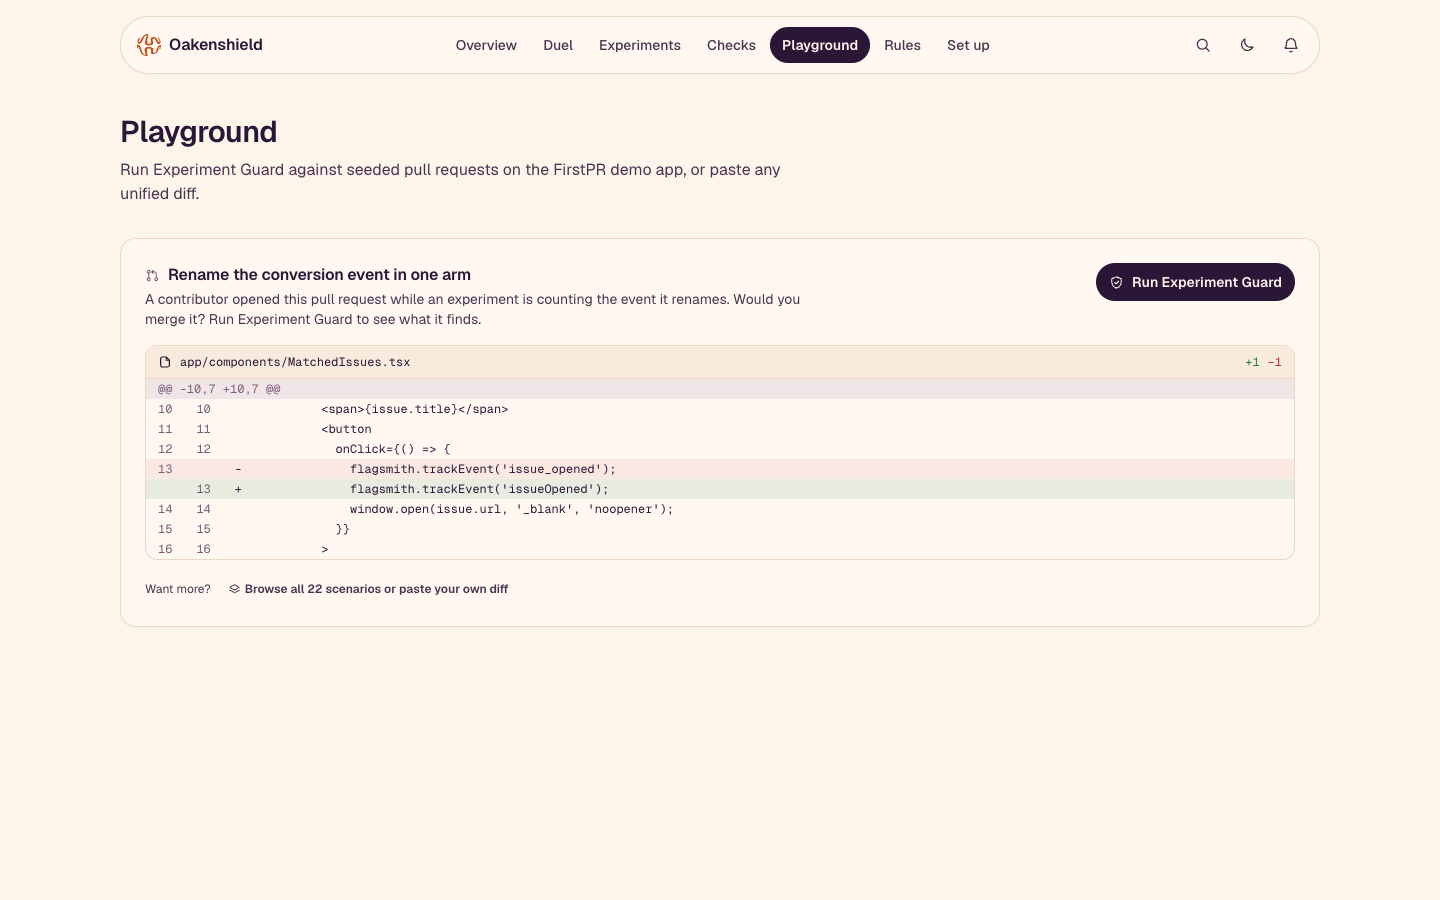 Oakenshield
Overview Duel Experiments Checks Playground Rules Set up
Playground
Run Experiment Guard against seeded pull requests on the FirstPR demo app, or paste any
unified diff.
Rename the conversion event in one arm
A contributor opened this pull request while an experiment is counting the event it renames. Would you
merge it? Run Experiment Guard to see what it finds.
Run Experiment Guard
app/components/MatchedIssues.tsx +1 −1
@@ -10,7 +10,7 @@
10 10 <span>{issue.title}</span>
11 11 <button
12 12 onClick={() => {
13 - flagsmith.trackEvent('issue_opened');
13 + flagsmith.trackEvent('issueOpened');
14 14 window.open(issue.url, '_blank', 'noopener');
15 15 }}
16 16 >
Want more? Browse all 22 scenarios or paste your own diff